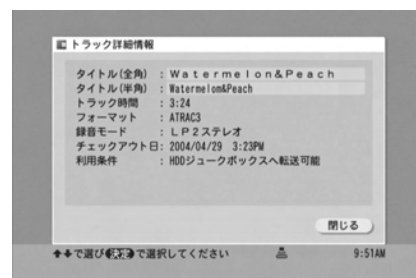 トラック詳細情報
タイトル(全角) : Watermelon&Peach
タイトル(半角) : Watermelon&Peach
トラック時間 : 3:24
フォーマット : ATRAC3
録音モード : LP2ステレオ
チェックアウト日: 2004/04/29 3:23PM
利用条件 : HDDジュークボックスへ転送可能
閉じる
で選び決定で選択してください 9:51AM